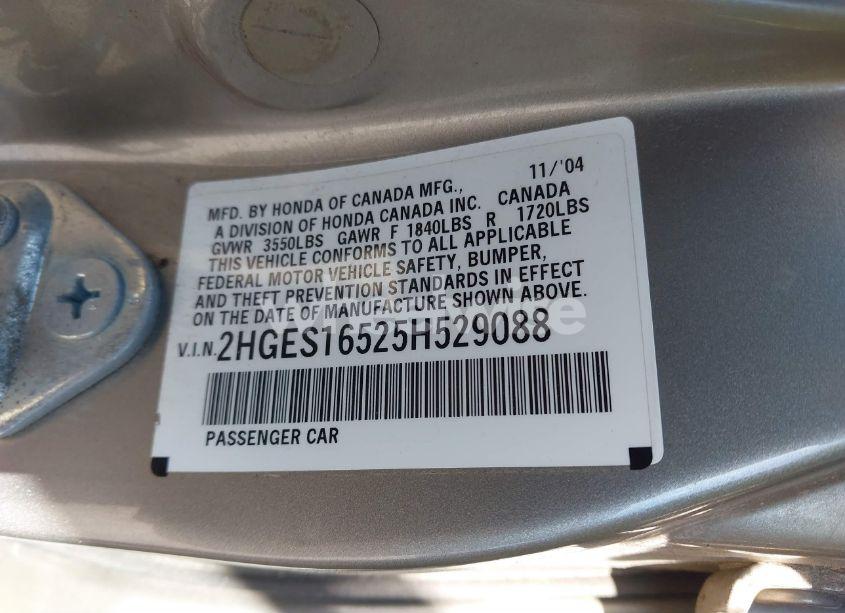 11/'04
MFD. BY HONDA OF CANADA MFG.,
A DIVISION OF HONDA CANADA INC. CANADA
GVWR 3550LBS GAWR F 1840LBS R 1720LBS
THIS VEHICLE CONFORMS TO ALL APPLICABLE
FEDERAL MOTOR VEHICLE SAFETY, BUMPER,
AND THEFT PREVENTION STANDARDS IN EFFECT
ON THE DATE OF MANUFACTURE SHOWN ABOVE.
V.I.N. 2HGES16525H529088
PASSENGER CAR